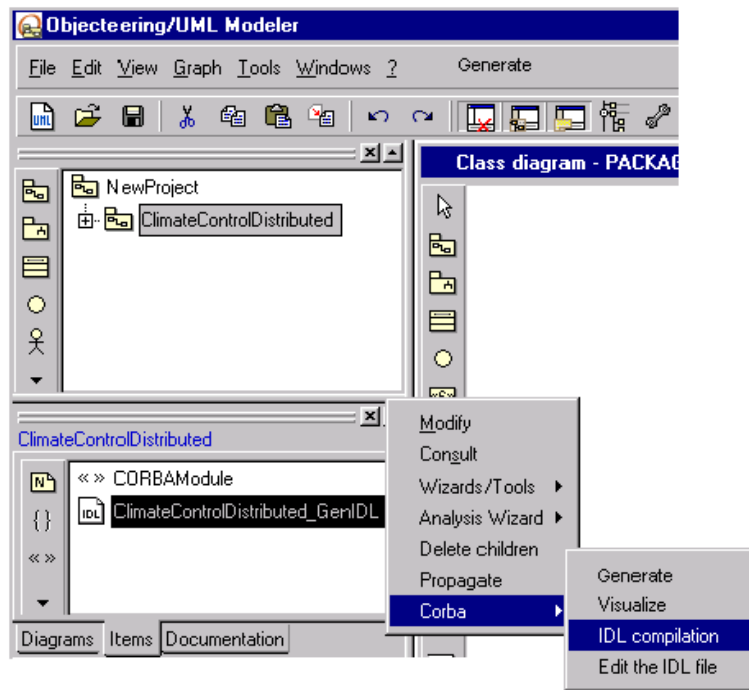 Objecteering/UML Modeler
File Edit View Graph Tools Windows ? Generate
UML
Class diagram - PACKAG
NewProject
ClimateControlDistributed
ClimateControlDistributed
N
« » CORBAModule
{ }
IDL ClimateControlDistributed_GenIDL
« »
Diagrams Items Documentation
«S»
Modify
Consult
Wizards/Tools
Analysis Wizard
Delete children
Propagate
Corba
Generate
Visualize
IDL compilation
Edit the IDL file